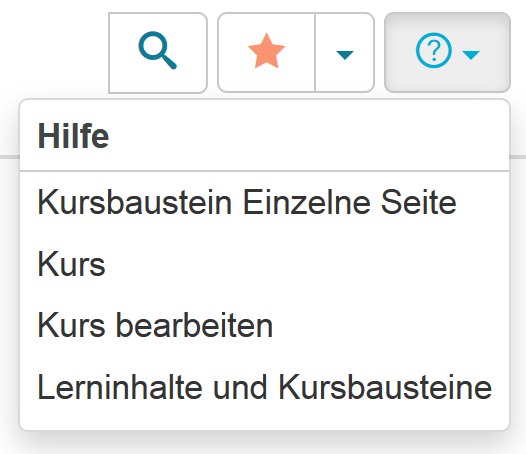 Hilfe
Kursbaustein Einzelne Seite
Kurs
Kurs bearbeiten
Lerninhalte und Kursbausteine